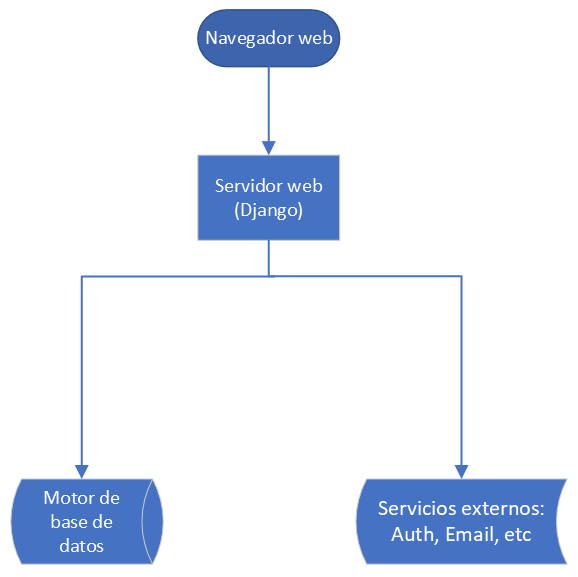 Navegador web
Servidor web
(Django)
Motor de
base de
datos
Servicios externos:
Auth, Email, etc